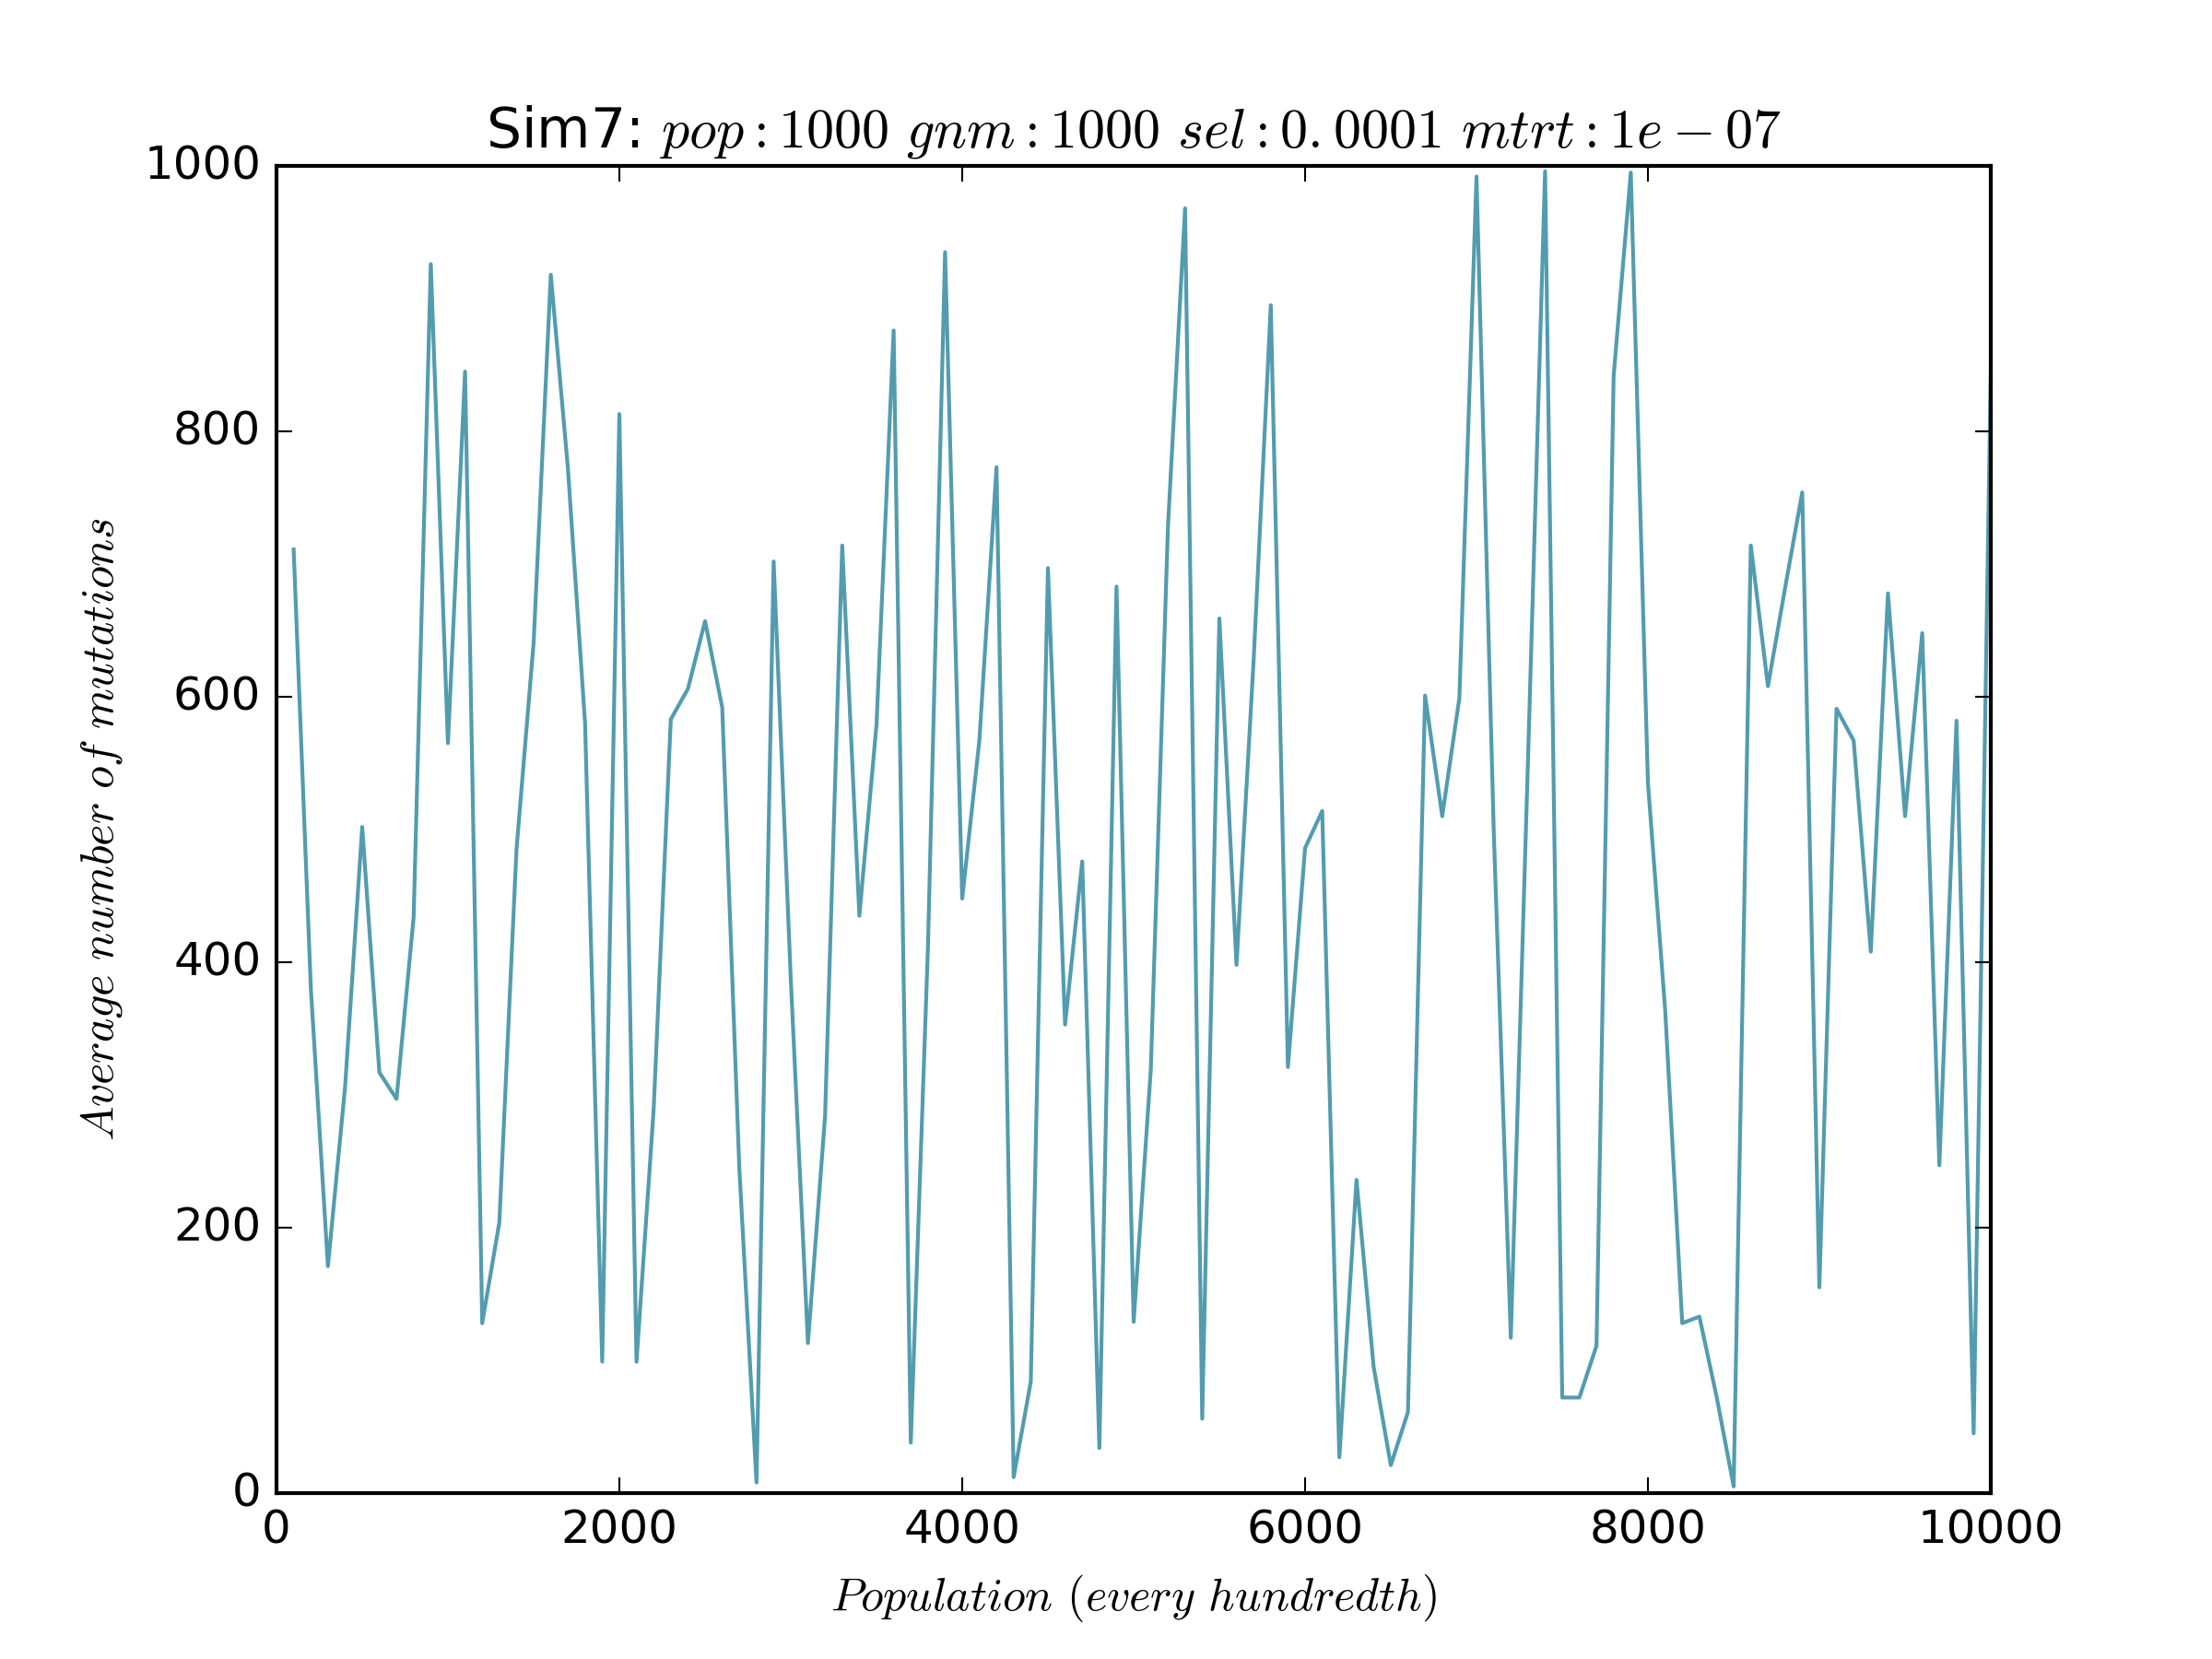 Sim7: pop : 1000 gnm : 1000 sel : 0.0001 mtrt : 1e − 07
1000
800
600
400
200
0
Average number of mutations
0 2000 4000 6000 8000 10000
Population (every hundredth)